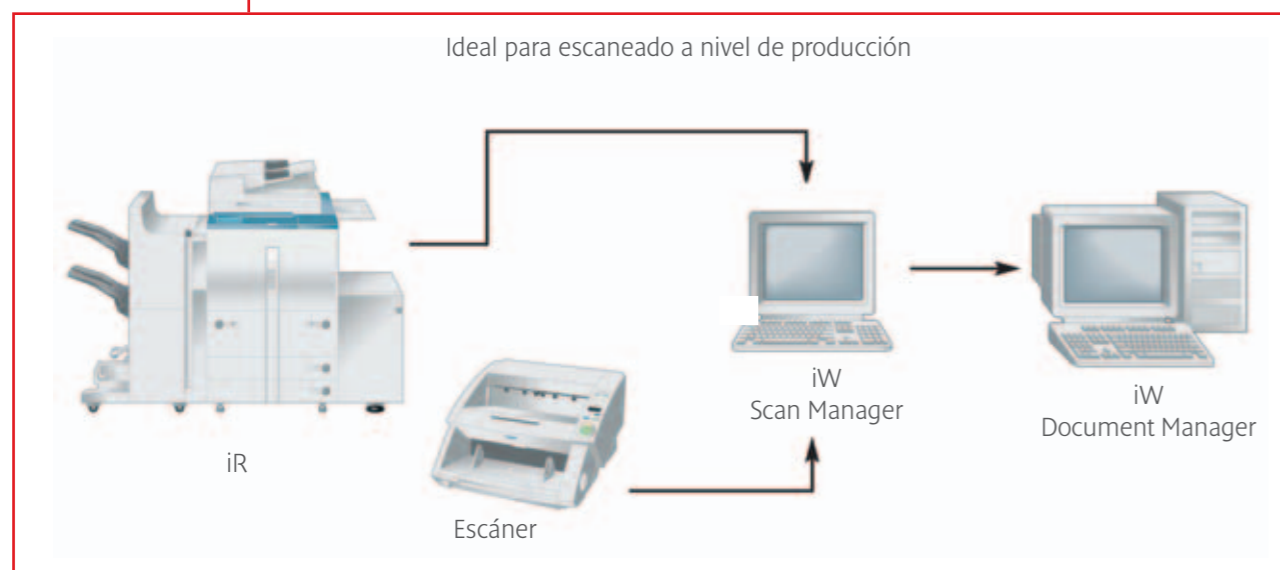 Ideal para escaneado a nivel de producción
iR
Escáner
iW
Scan Manager
iW
Document Manager